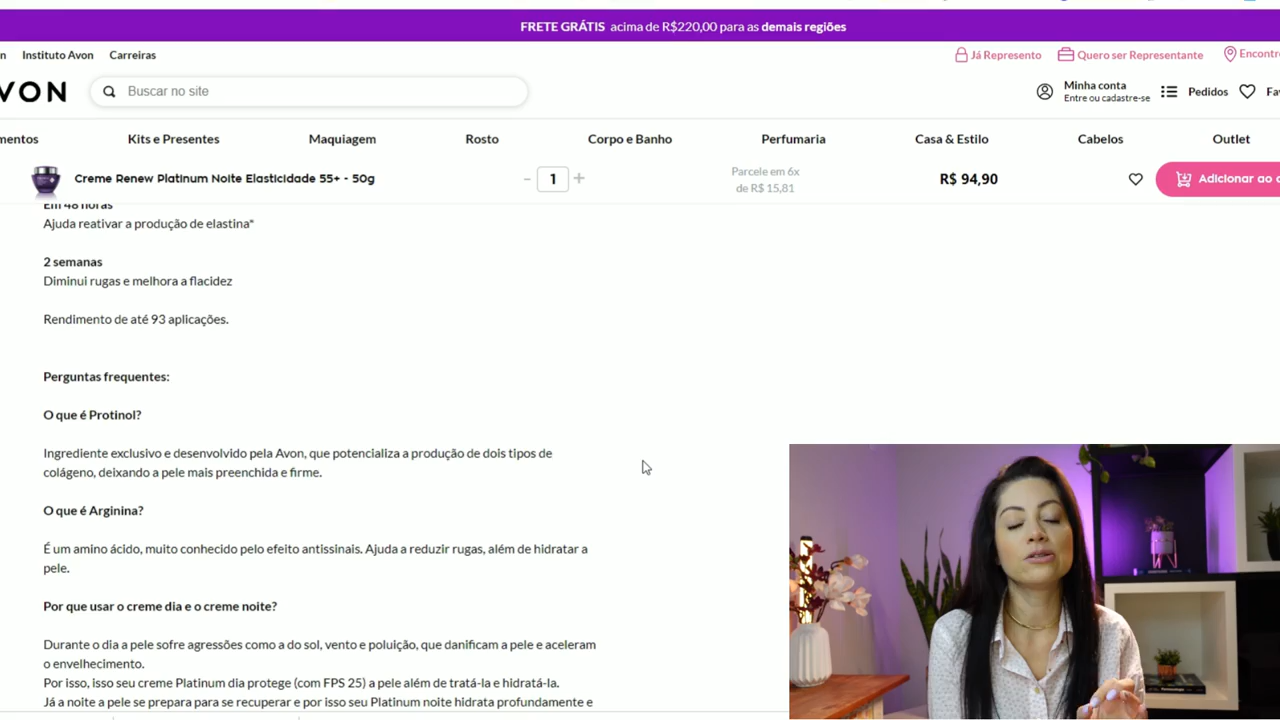 FRETE GRÁTIS acima de R$220,00 para as demais regiões
n Instituto Avon Carreiras Já Represento Quero ser Representante Encontre
VON Buscar no site Minha conta Entre ou cadastre-se Pedidos Fa
mentos Kits e Presentes Maquiagem Rosto Corpo e Banho Perfumaria Casa & Estilo Cabelos Outlet
Creme Renew Platinum Noite Elasticidade 55+ - 50g - 1 + Parcele em 6x de R$ 15,81 R$ 94,90 Adicionar ao c
Em 48 horas
Ajuda reativar a produção de elastina*
2 semanas
Diminui rugas e melhora a flacidez
Rendimento de até 93 aplicações.
Perguntas frequentes:
O que é Protinol?
Ingrediente exclusivo e desenvolvido pela Avon, que potencializa a produção de dois tipos de
colágeno, deixando a pele mais preenchida e firme.
O que é Arginina?
É um amino ácido, muito conhecido pelo efeito antissinais. Ajuda a reduzir rugas, além de hidratar a
pele.
Por que usar o creme dia e o creme noite?
Durante o dia a pele sofre agressões como a do sol, vento e poluição, que danificam a pele e aceleram
o envelhecimento.
Por isso, isso seu creme Platinum dia protege (com FPS 25) a pele além de tratá-la e hidratá-la.
Já a noite a pele se prepara para se recuperar e por isso seu Platinum noite hidrata profundamente e